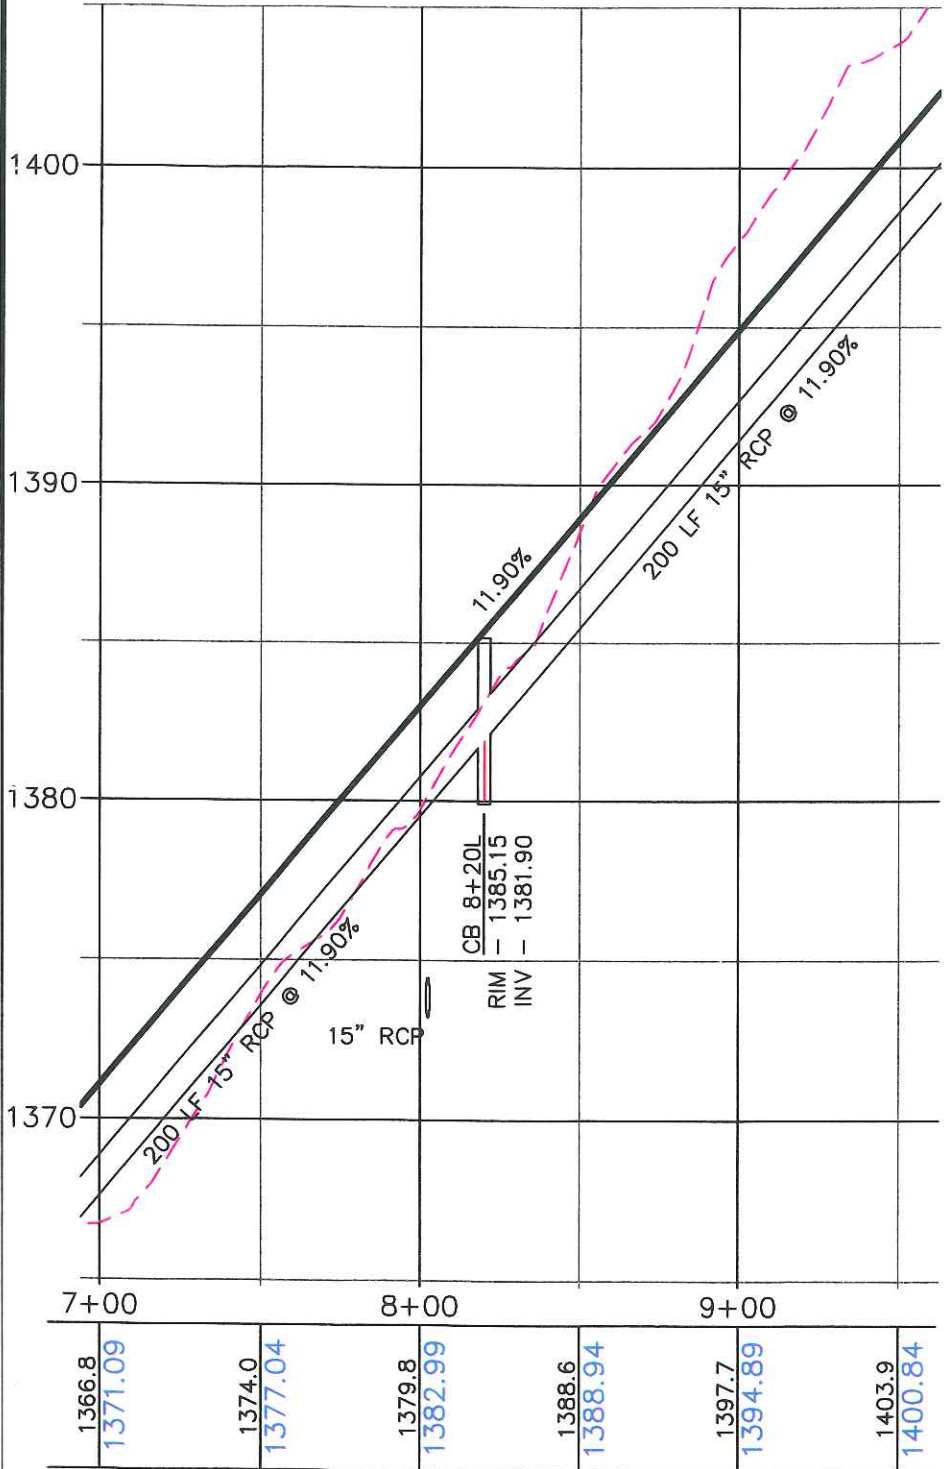 1400
1390
11.90%
200 LF 15" RCP @ 11.90%
1380
CB 8+20L
RIM - 1385.15
INV - 1381.90
200 LF 15" RCP @ 11.90%
15" RCP
1370
7+00 8+00 9+00
1366.8 1374.0 1379.8 1388.6 1397.7 1403.9
1371.09 1377.04 1382.99 1388.94 1394.89 1400.84